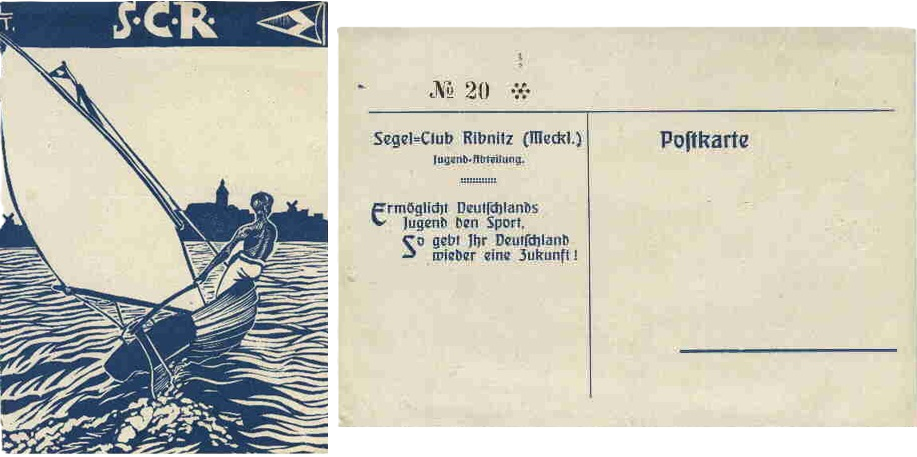 S·C·R·
№ 20
Segel=Club Ribnitz (Meckl.)
Jugend-Abteilung.
Postkarte
Ermöglicht Deutschlands
Jugend den Sport,
So gebt Ihr Deutschland
wieder eine Zukunft!